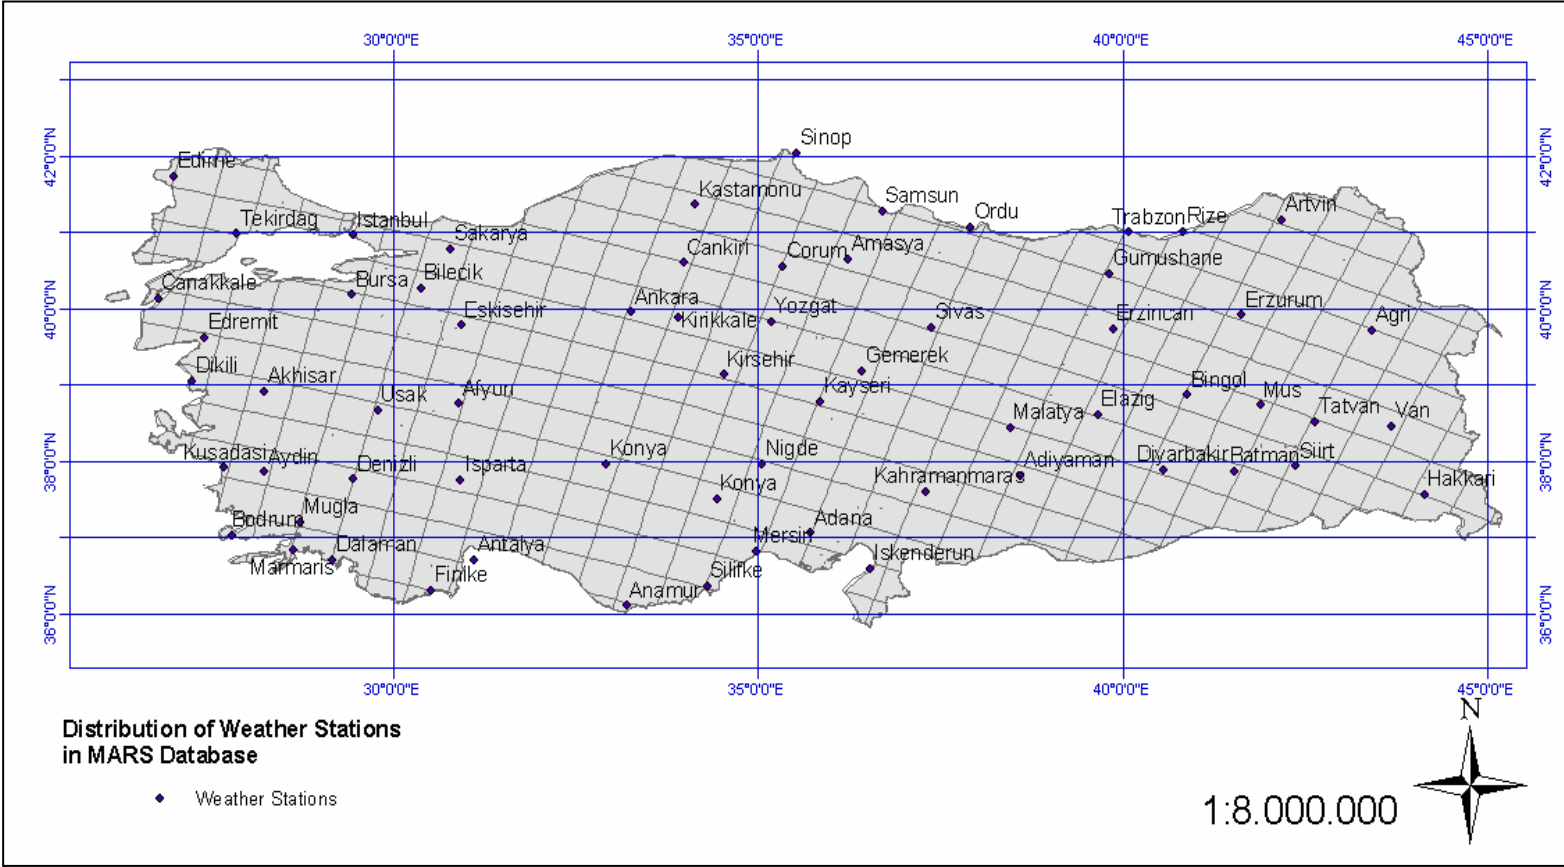 30°0'0"E 35°0'0"E 40°0'0"E 45°0'0"E
42°0'0"N
40°0'0"N
38°0'0"N
36°0'0"N
42°0'0"N
40°0'0"N
38°0'0"N
36°0'0"N
Sinop
Edirne
Kastamonu
Samsun
Ordu
Artvin
Tekirdag
Istanbul
Trabzon
Rize
Sakarya
Cankiri
Corum
Amasya
Gumushane
Canakkale
Bursa
Bilecik
Eskisehir
Ankara
Kirikkale
Yozgat
Sivas
Erzincan
Erzurum
Agri
Edremit
Dikili
Akhisar
Usak
Afyun
Kirsehir
Gemerek
Kayseri
Malatya
Elazig
Bingol
Mus
Tatvan
Van
Kusadasi
Aydin
Denizli
Isparta
Konya
Nigde
Kahramanmaras
Adiyaman
Diyarbakir
Batman
Siirt
Hakkari
Konya
Bodrum
Mugla
Mersin
Adana
Marmaris
Dalaman
Antalya
Finike
Anamur
Silifke
Iskenderun
30°0'0"E 35°0'0"E 40°0'0"E 45°0'0"E
Distribution of Weather Stations
in MARS Database
Weather Stations
N
1:8.000.000